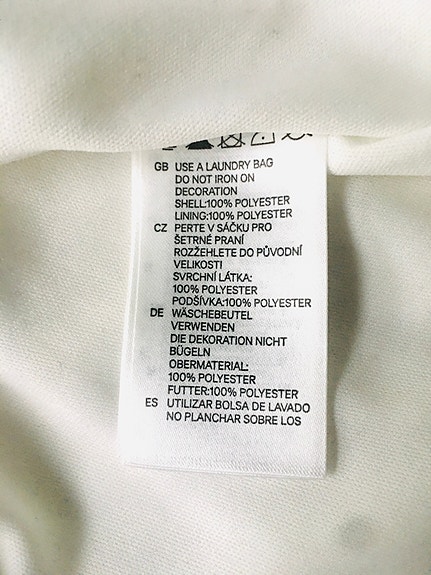 GB USE A LAUNDRY BAG
DO NOT IRON ON
DECORATION
SHELL:100% POLYESTER
LINING:100% POLYESTER
CZ PERTE V SÁČKU PRO
ŠETRNÉ PRANÍ
ROZŽEHLETE DO PŮVODNÍ
VELIKOSTI
SVRCHNÍ LÁTKA:
100% POLYESTER
PODŠÍVKA:100% POLYESTER
DE WÄSCHEBEUTEL
VERWENDEN
DIE DEKORATION NICHT
BÜGELN
OBERMATERIAL:
100% POLYESTER
FUTTER:100% POLYESTER
ES UTILIZAR BOLSA DE LAVADO
NO PLANCHAR SOBRE LOS